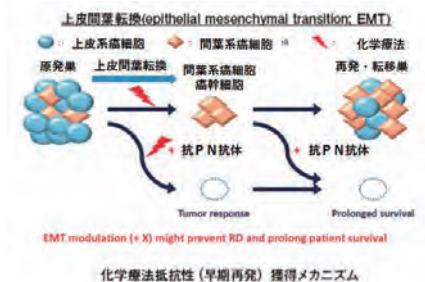 上皮間葉転換(epithelial mesenchymal transition; EMT)
: 上皮系癌細胞 : 間葉系癌細胞 : 化学療法
原発巣 上皮間葉転換 間葉系癌細胞 再発・転移巣
癌幹細胞
+ 抗PN抗体 + 抗PN抗体
Tumor response Prolonged survival
EMT modulation (+ X) might prevent RD and prolong patient survival
化学療法抵抗性 (早期再発) 獲得メカニズム